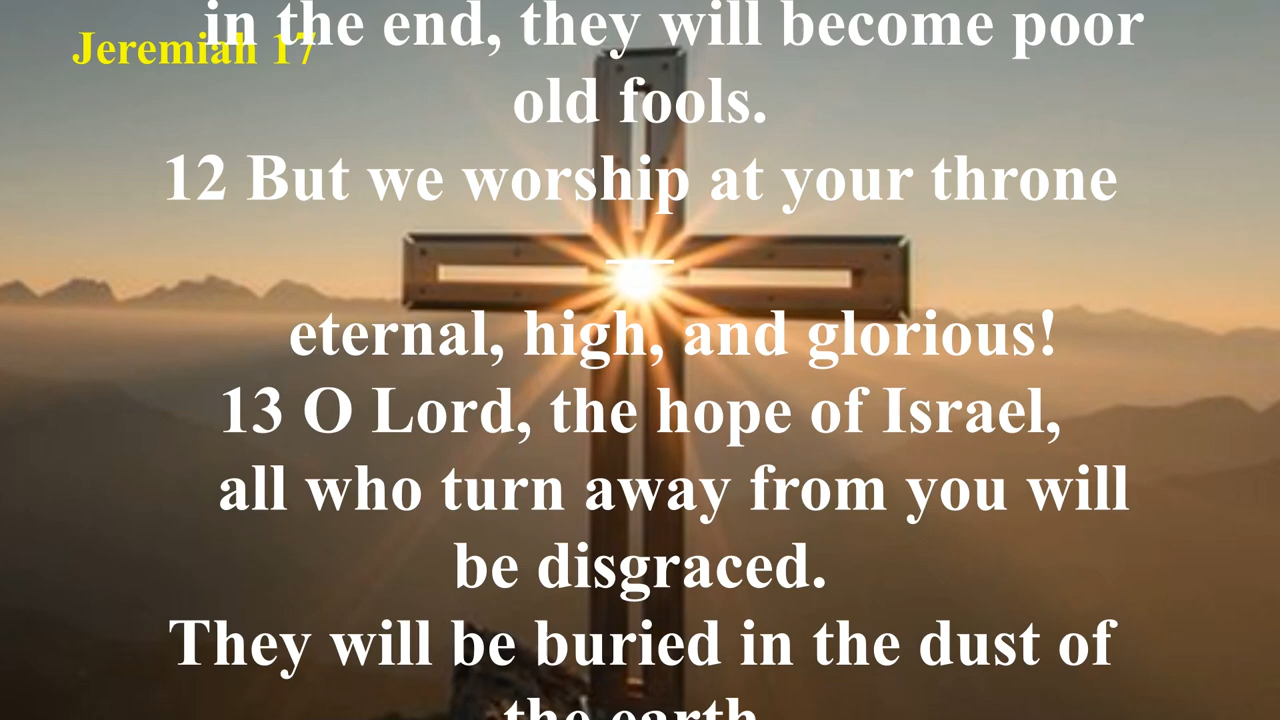 in the end, they will become poor
Jeremiah 17
old fools.
12 But we worship at your throne
—
eternal, high, and glorious!
13 O Lord, the hope of Israel,
all who turn away from you will
be disgraced.
They will be buried in the dust of
the earth